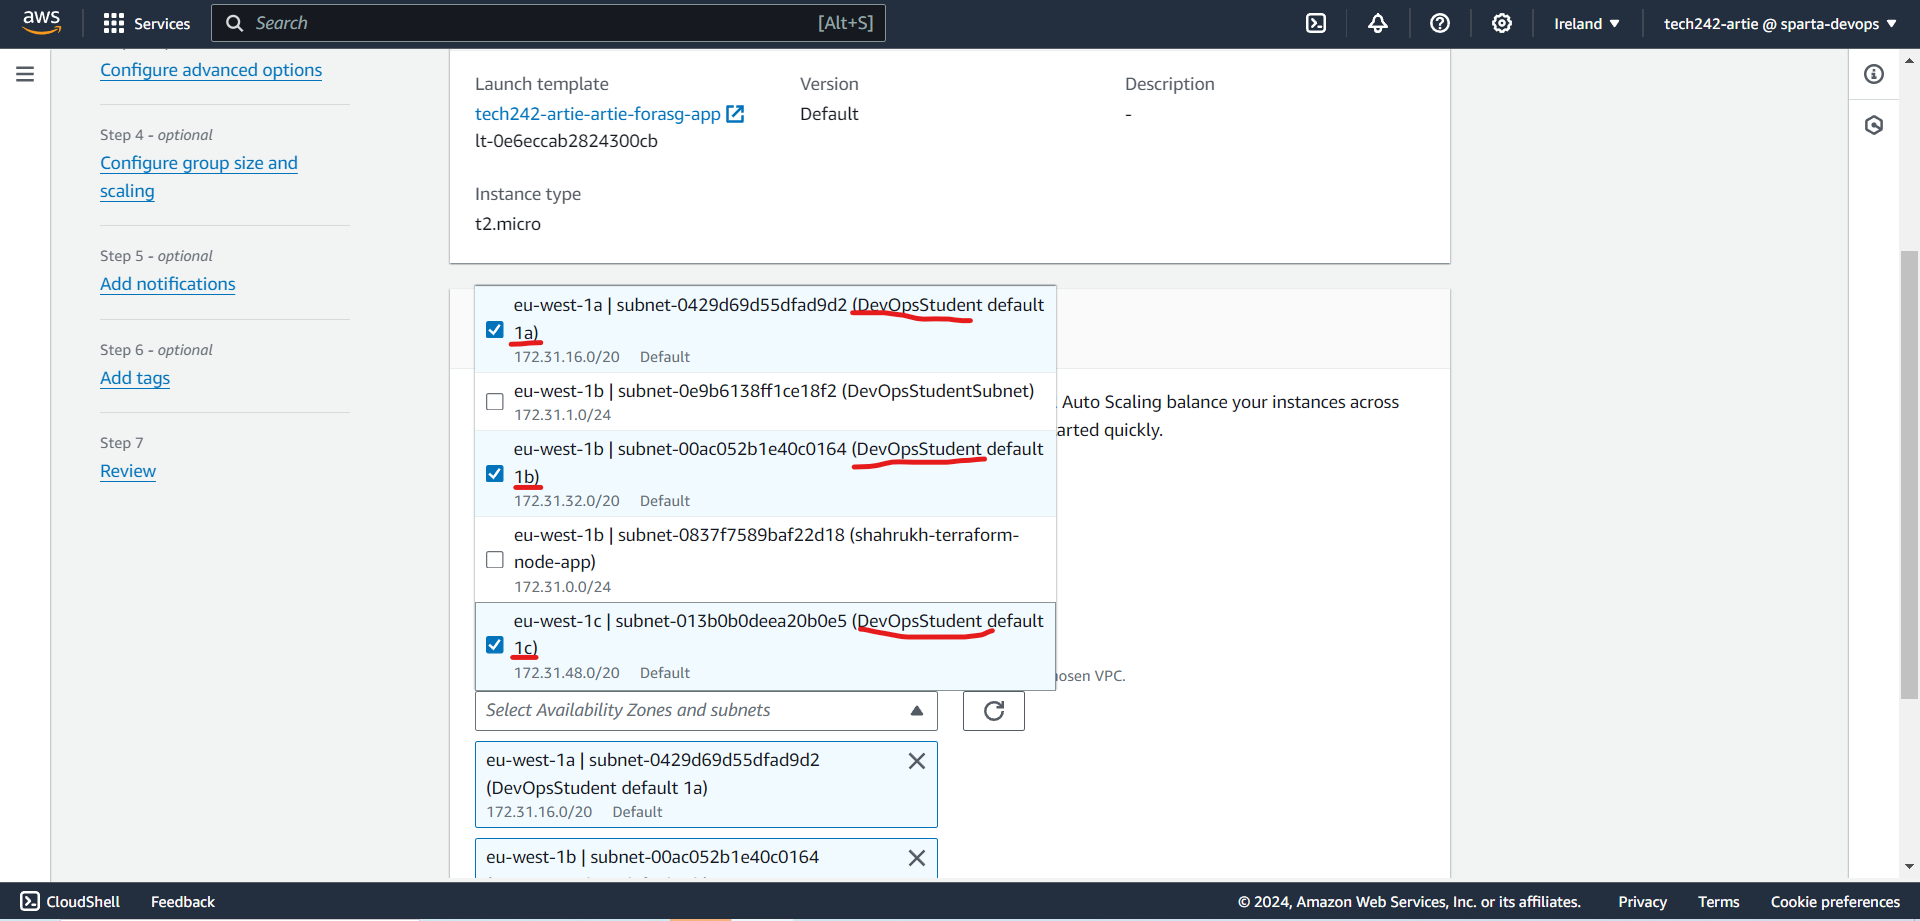 aws
Services
Search
[Alt+S]
Ireland
tech242-artie @ sparta-devops
Configure advanced options
Step 4 - optional
Configure group size and
scaling
Step 5 - optional
Add notifications
Step 6 - optional
Add tags
Step 7
Review
Launch template
tech242-artie-artie-forasg-app
lt-0e6eccab2824300cb
Version
Default
Description
-
Instance type
t2.micro
eu-west-1a | subnet-0429d69d55dfad9d2 (DevOpsStudent default
1a)
172.31.16.0/20 Default
eu-west-1b | subnet-0e9b6138ff1ce18f2 (DevOpsStudentSubnet)
172.31.1.0/24
eu-west-1b | subnet-00ac052b1e40c0164 (DevOpsStudent default
1b)
172.31.32.0/20 Default
eu-west-1b | subnet-0837f7589baf22d18 (shahrukh-terraform-
node-app)
172.31.0.0/24
eu-west-1c | subnet-013b0b0deea20b0e5 (DevOpsStudent default
1c)
172.31.48.0/20 Default
Auto Scaling balance your instances across
arted quickly.
osen VPC.
Select Availability Zones and subnets
eu-west-1a | subnet-0429d69d55dfad9d2
(DevOpsStudent default 1a)
172.31.16.0/20 Default
eu-west-1b | subnet-00ac052b1e40c0164
CloudShell
Feedback
© 2024, Amazon Web Services, Inc. or its affiliates.
Privacy
Terms
Cookie preferences